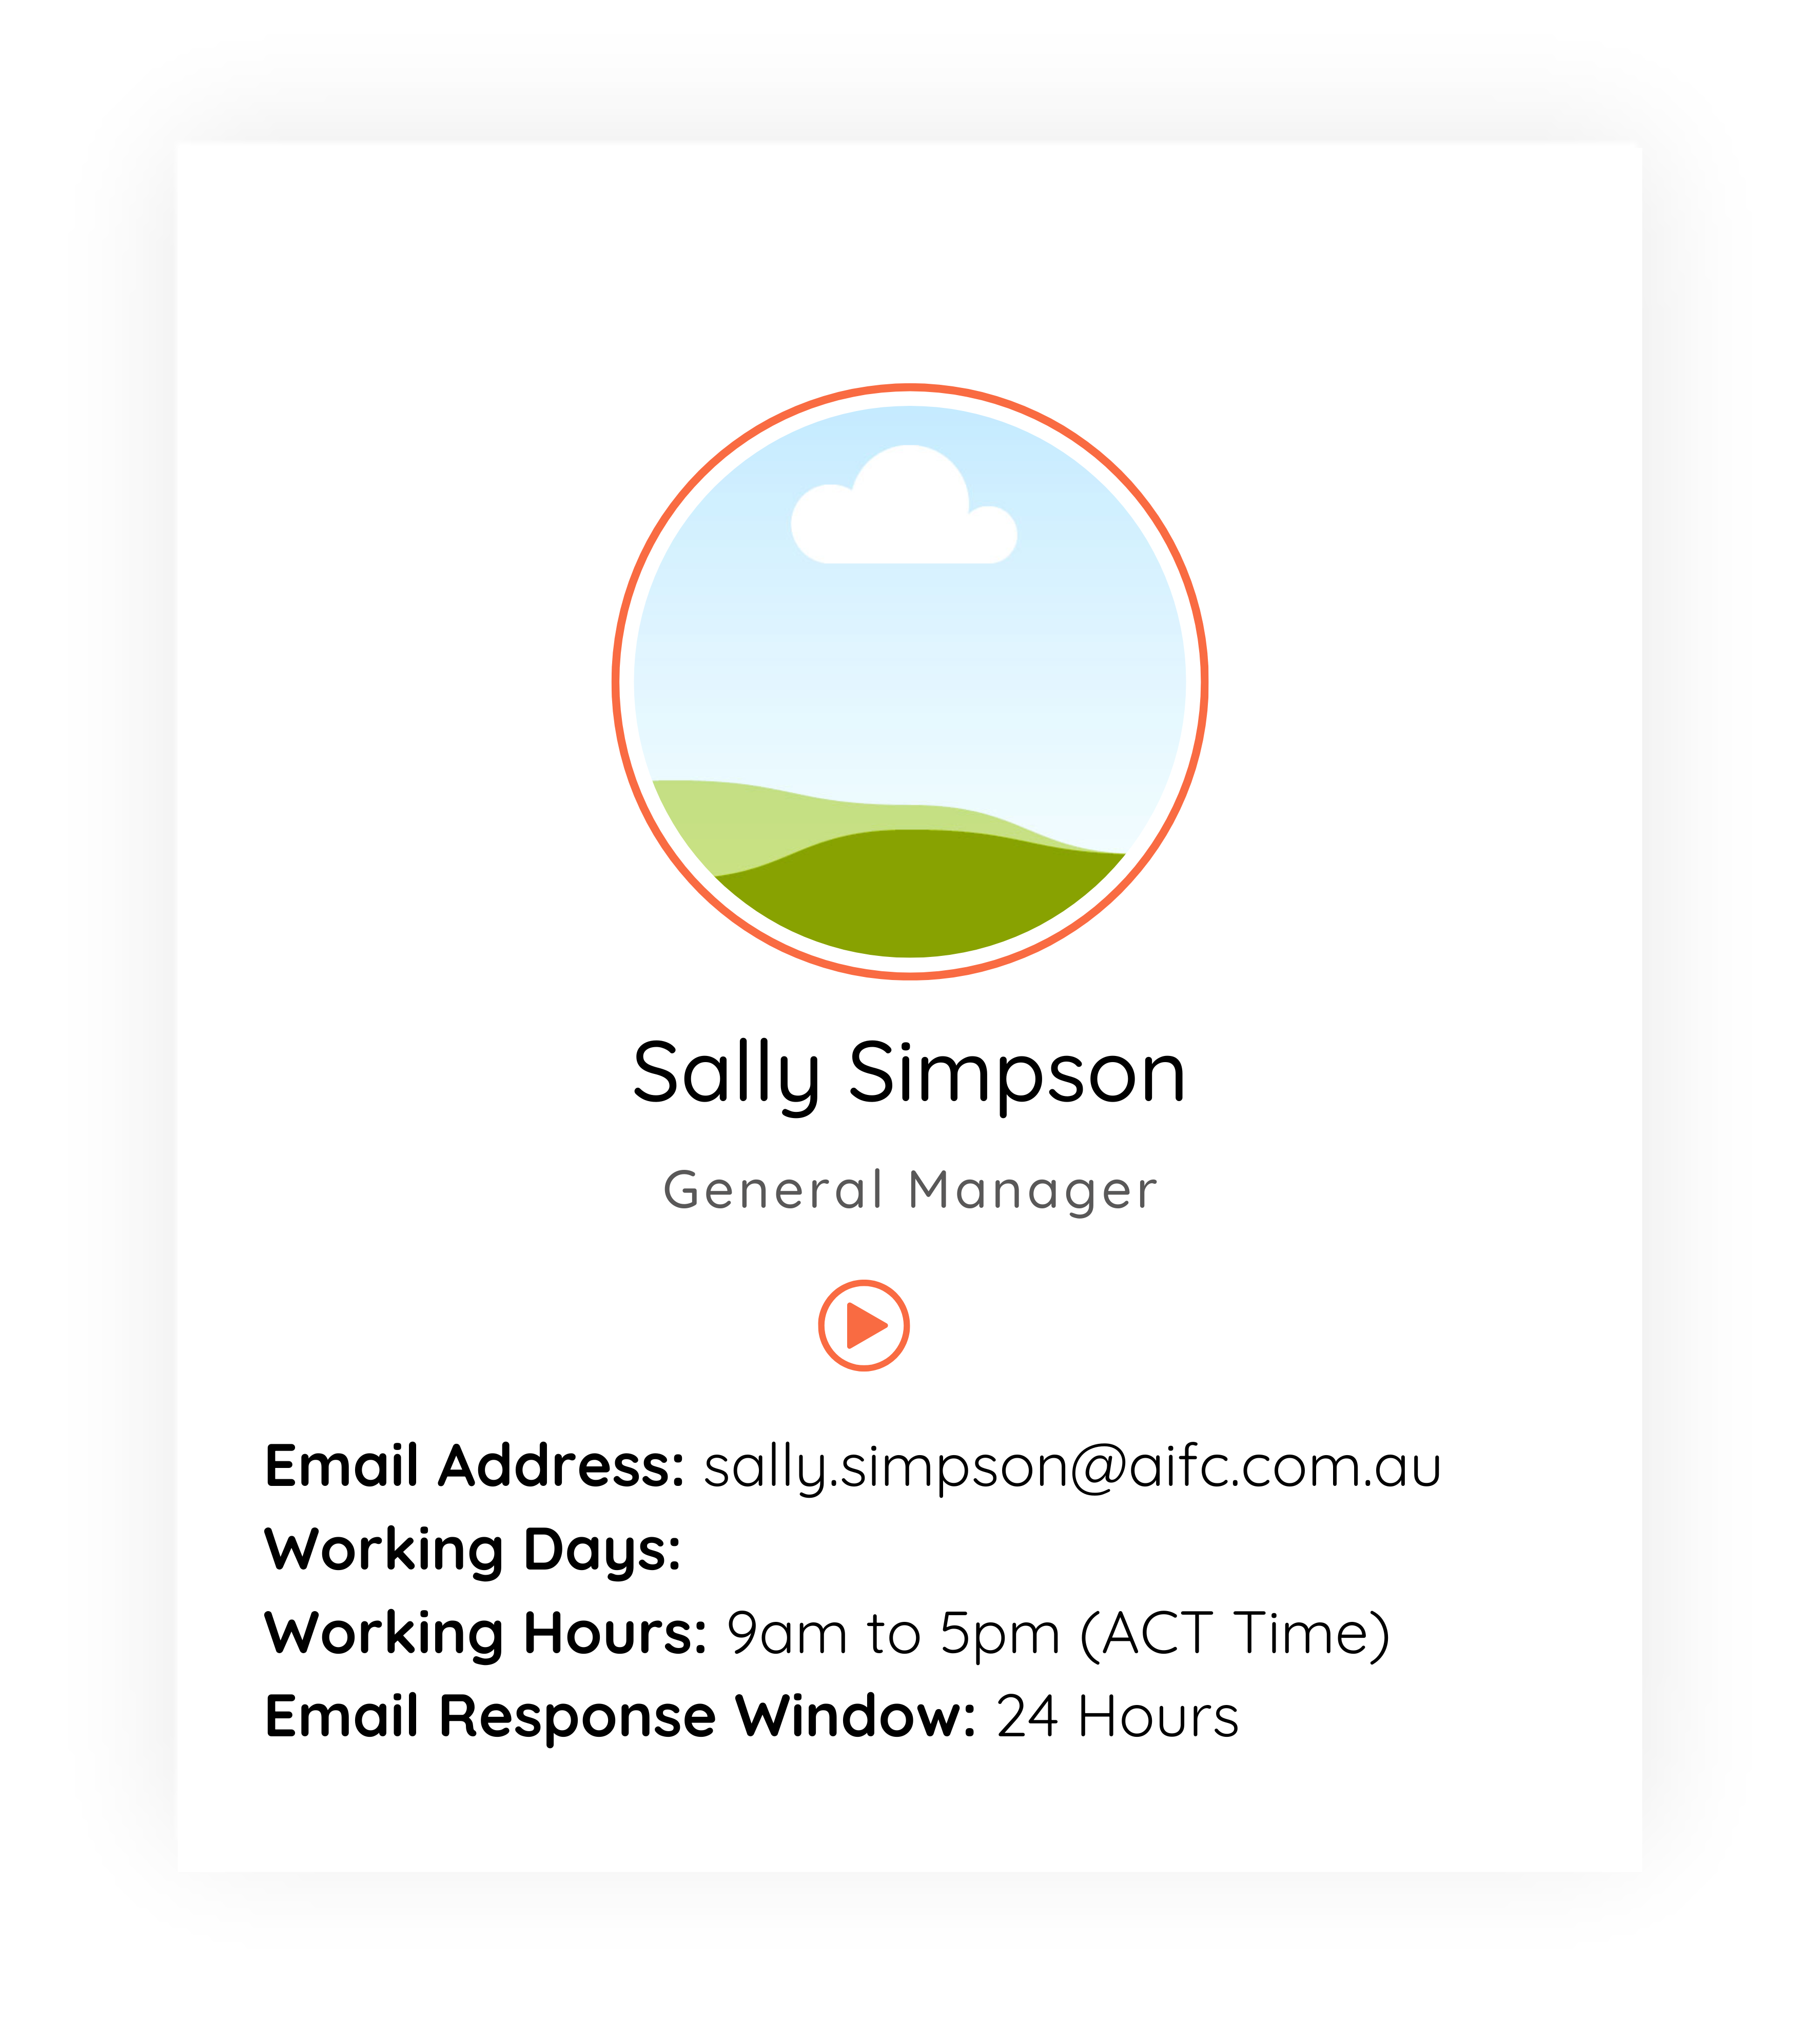 Sally Simpson
General Manager
Email Address: sally.simpson@aifc.com.au
Working Days:
Working Hours: 9am to 5pm (ACT Time)
Email Response Window: 24 Hours